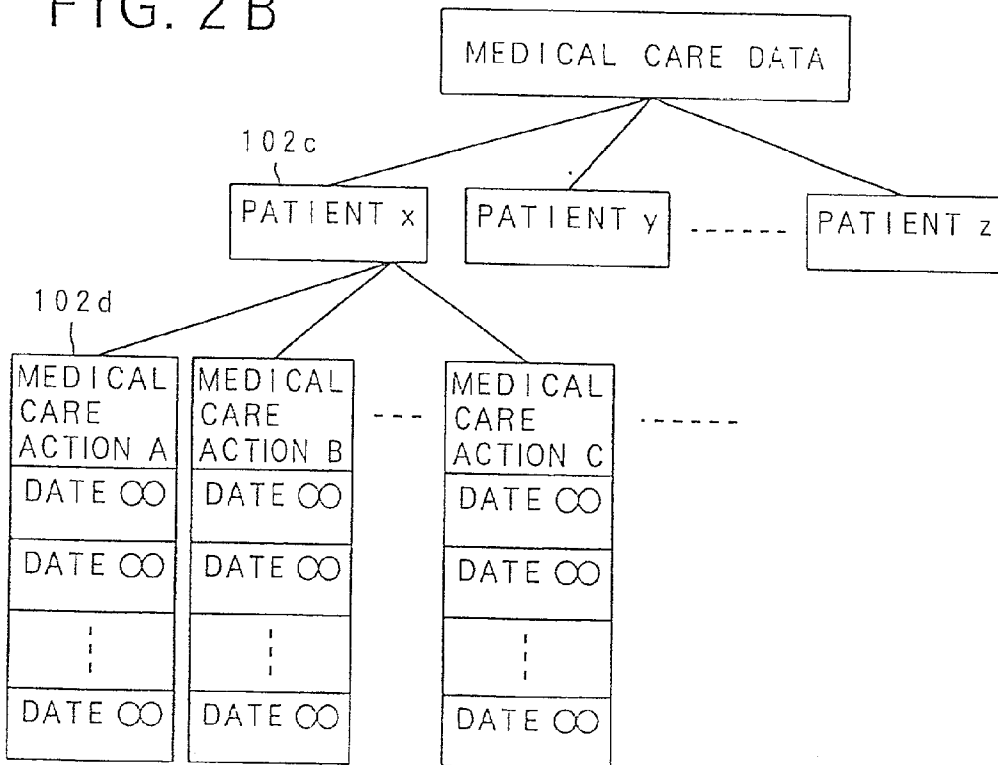 FIG. 2B
MEDICAL CARE DATA
102c
PATIENT x
PATIENT y
PATIENT z
102d
MEDICAL
CARE
ACTION A
DATE ○○
DATE ○○
DATE ○○
MEDICAL
CARE
ACTION B
DATE ○○
DATE ○○
DATE ○○
MEDICAL
CARE
ACTION C
DATE ○○
DATE ○○
DATE ○○